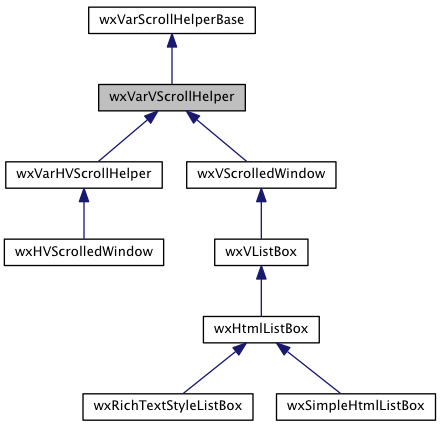 wxVarScrollHelperBase
wxVarVScrollHelper
wxVarHVScrollHelper
wxVScrolledWindow
wxHVScrolledWindow
wxVListBox
wxHtmlListBox
wxRichTextStyleListBox
wxSimpleHtmlListBox